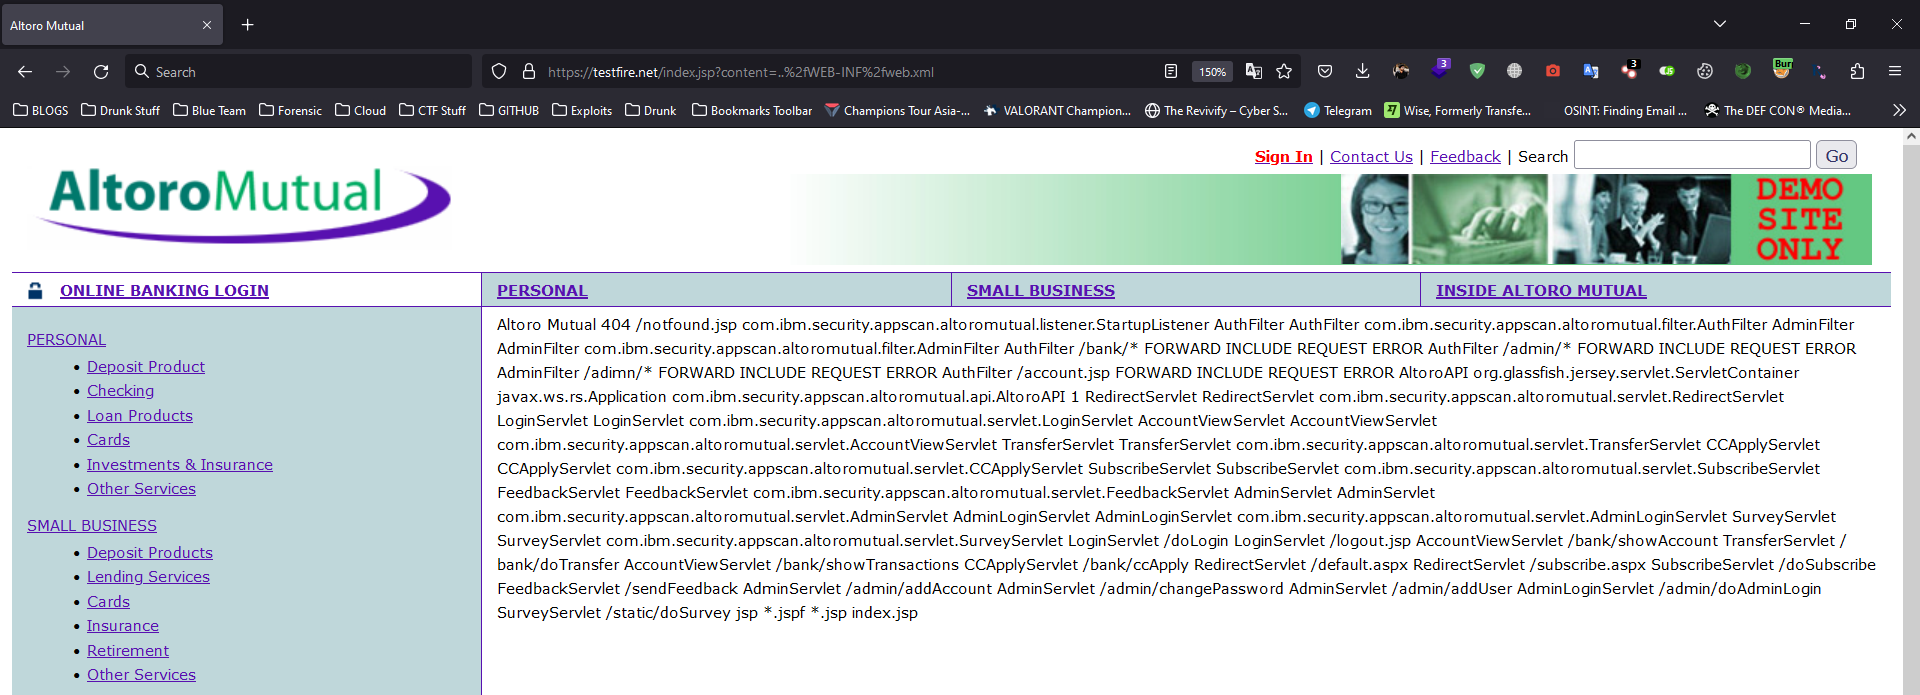 Altoro Mutual
Search
https://testfire.net/index.jsp?content=..%2fWEB-INF%2fweb.xml
150%
3
3
Bur
BLOGS Drunk Stuff Blue Team Forensic Cloud CTF Stuff GITHUB Exploits Drunk Bookmarks Toolbar Champions Tour Asia-... VALORANT Champion... The Revivify – Cyber S... Telegram Wise, Formerly Transfe... OSINT: Finding Email ... The DEF CON® Media...
Sign In | Contact Us | Feedback | Search Go
AltoroMutual
DEMO
SITE
ONLY
ONLINE BANKING LOGIN
PERSONAL
SMALL BUSINESS
INSIDE ALTORO MUTUAL
PERSONAL
Deposit Product
Checking
Loan Products
Cards
Investments & Insurance
Other Services
SMALL BUSINESS
Deposit Products
Lending Services
Cards
Insurance
Retirement
Other Services
Altoro Mutual 404 /notfound.jsp com.ibm.security.appscan.altoromutual.listener.StartupListener AuthFilter AuthFilter com.ibm.security.appscan.altoromutual.filter.AuthFilter AdminFilter
AdminFilter com.ibm.security.appscan.altoromutual.filter.AdminFilter AuthFilter /bank/* FORWARD INCLUDE REQUEST ERROR AuthFilter /admin/* FORWARD INCLUDE REQUEST ERROR
AdminFilter /adimn/* FORWARD INCLUDE REQUEST ERROR AuthFilter /account.jsp FORWARD INCLUDE REQUEST ERROR AltoroAPI org.glassfish.jersey.servlet.ServletContainer
javax.ws.rs.Application com.ibm.security.appscan.altoromutual.api.AltoroAPI 1 RedirectServlet RedirectServlet com.ibm.security.appscan.altoromutual.servlet.RedirectServlet
LoginServlet LoginServlet com.ibm.security.appscan.altoromutual.servlet.LoginServlet AccountViewServlet AccountViewServlet
com.ibm.security.appscan.altoromutual.servlet.AccountViewServlet TransferServlet TransferServlet com.ibm.security.appscan.altoromutual.servlet.TransferServlet CCApplyServlet
CCApplyServlet com.ibm.security.appscan.altoromutual.servlet.CCApplyServlet SubscribeServlet SubscribeServlet com.ibm.security.appscan.altoromutual.servlet.SubscribeServlet
FeedbackServlet FeedbackServlet com.ibm.security.appscan.altoromutual.servlet.FeedbackServlet AdminServlet AdminServlet
com.ibm.security.appscan.altoromutual.servlet.AdminServlet AdminLoginServlet AdminLoginServlet com.ibm.security.appscan.altoromutual.servlet.AdminLoginServlet SurveyServlet
SurveyServlet com.ibm.security.appscan.altoromutual.servlet.SurveyServlet LoginServlet /doLogin LoginServlet /logout.jsp AccountViewServlet /bank/showAccount TransferServlet /
bank/doTransfer AccountViewServlet /bank/showTransactions CCApplyServlet /bank/ccApply RedirectServlet /default.aspx RedirectServlet /subscribe.aspx SubscribeServlet /doSubscribe
FeedbackServlet /sendFeedback AdminServlet /admin/addAccount AdminServlet /admin/changePassword AdminServlet /admin/addUser AdminLoginServlet /admin/doAdminLogin
SurveyServlet /static/doSurvey jsp *.jspf *.jsp index.jsp